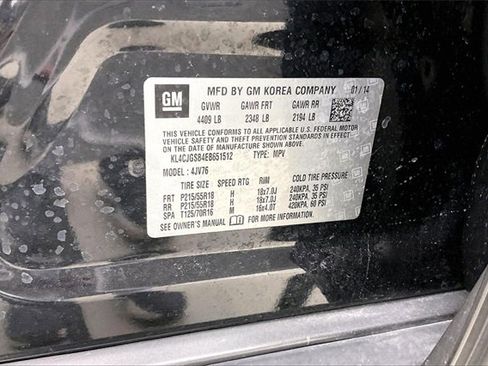 GM
MFD BY GM KOREA COMPANY
01/14
GVWR GAWR FRT GAWR RR
4409 LB 2348 LB 2194 LB
THIS VEHICLE CONFORMS TO ALL APPLICABLE U.S. FEDERAL MOTOR
VEHICLE SAFETY, BUMPER, AND THEFT PREVENTION STANDARDS
IN EFFECT ON THE DATE OF MANUFACTURE SHOWN ABOVE.
KL4CJGSB4EB651512 TYPE: MPV
MODEL: 4JV76
TIRE SIZE SPEED RTG RIM COLD TIRE PRESSURE
FRT P215/55R18 H 18x7.0J 240KPA, 35 PSI
RR P215/55R18 H 18x7.0J 240KPA, 35 PSI
SPA T125/70R16 M 16x4.0T 420KPA, 60 PSI
SEE OWNER'S MANUAL FOR MORE INFORMATION.